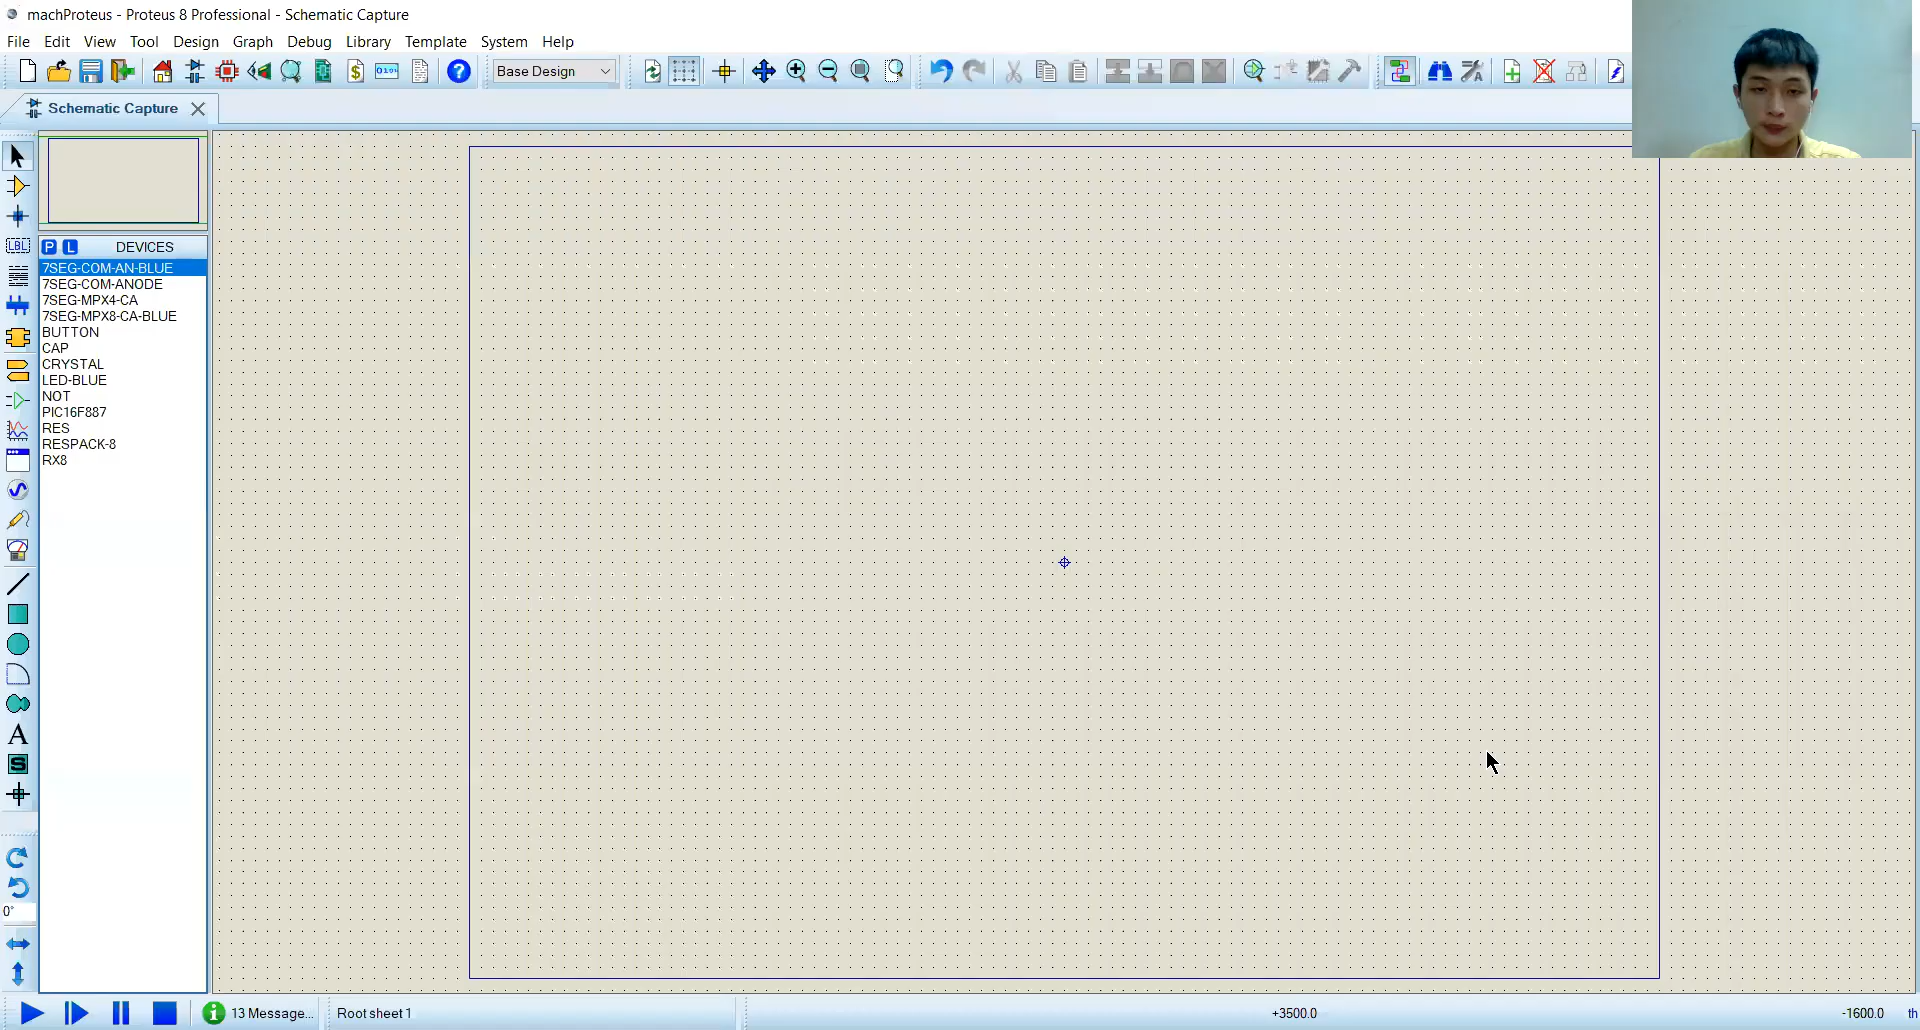 machProteus - Proteus 8 Professional - Schematic Capture
File Edit View Tool Design Graph Debug Library Template System Help
$ 0101 ? Base Design
Schematic Capture
LBL
P L DEVICES
7SEG-COM-AN-BLUE
7SEG-COM-ANODE
7SEG-MPX4-CA
7SEG-MPX8-CA-BLUE
BUTTON
CAP
CRYSTAL
LED-BLUE
NOT
PIC16F887
RES
RESPACK-8
RX8
A
S
0°
13 Message... Root sheet 1 +3500.0 -1600.0 th